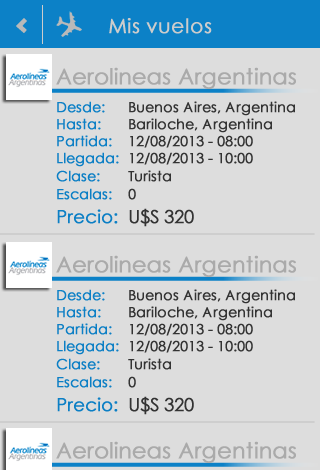 Mis vuelos
Aerolineas Argentinas
Aerolineas
Argentinas
Desde: Buenos Aires, Argentina
Hasta: Bariloche, Argentina
Partida: 12/08/2013 - 08:00
Llegada: 12/08/2013 - 10:00
Clase: Turista
Escalas: 0
Precio: U$S 320
Aerolineas Argentinas
Aerolineas
Argentinas
Desde: Buenos Aires, Argentina
Hasta: Bariloche, Argentina
Partida: 12/08/2013 - 08:00
Llegada: 12/08/2013 - 10:00
Clase: Turista
Escalas: 0
Precio: U$S 320
Aerolineas Argentinas
Aerolineas
Argentinas